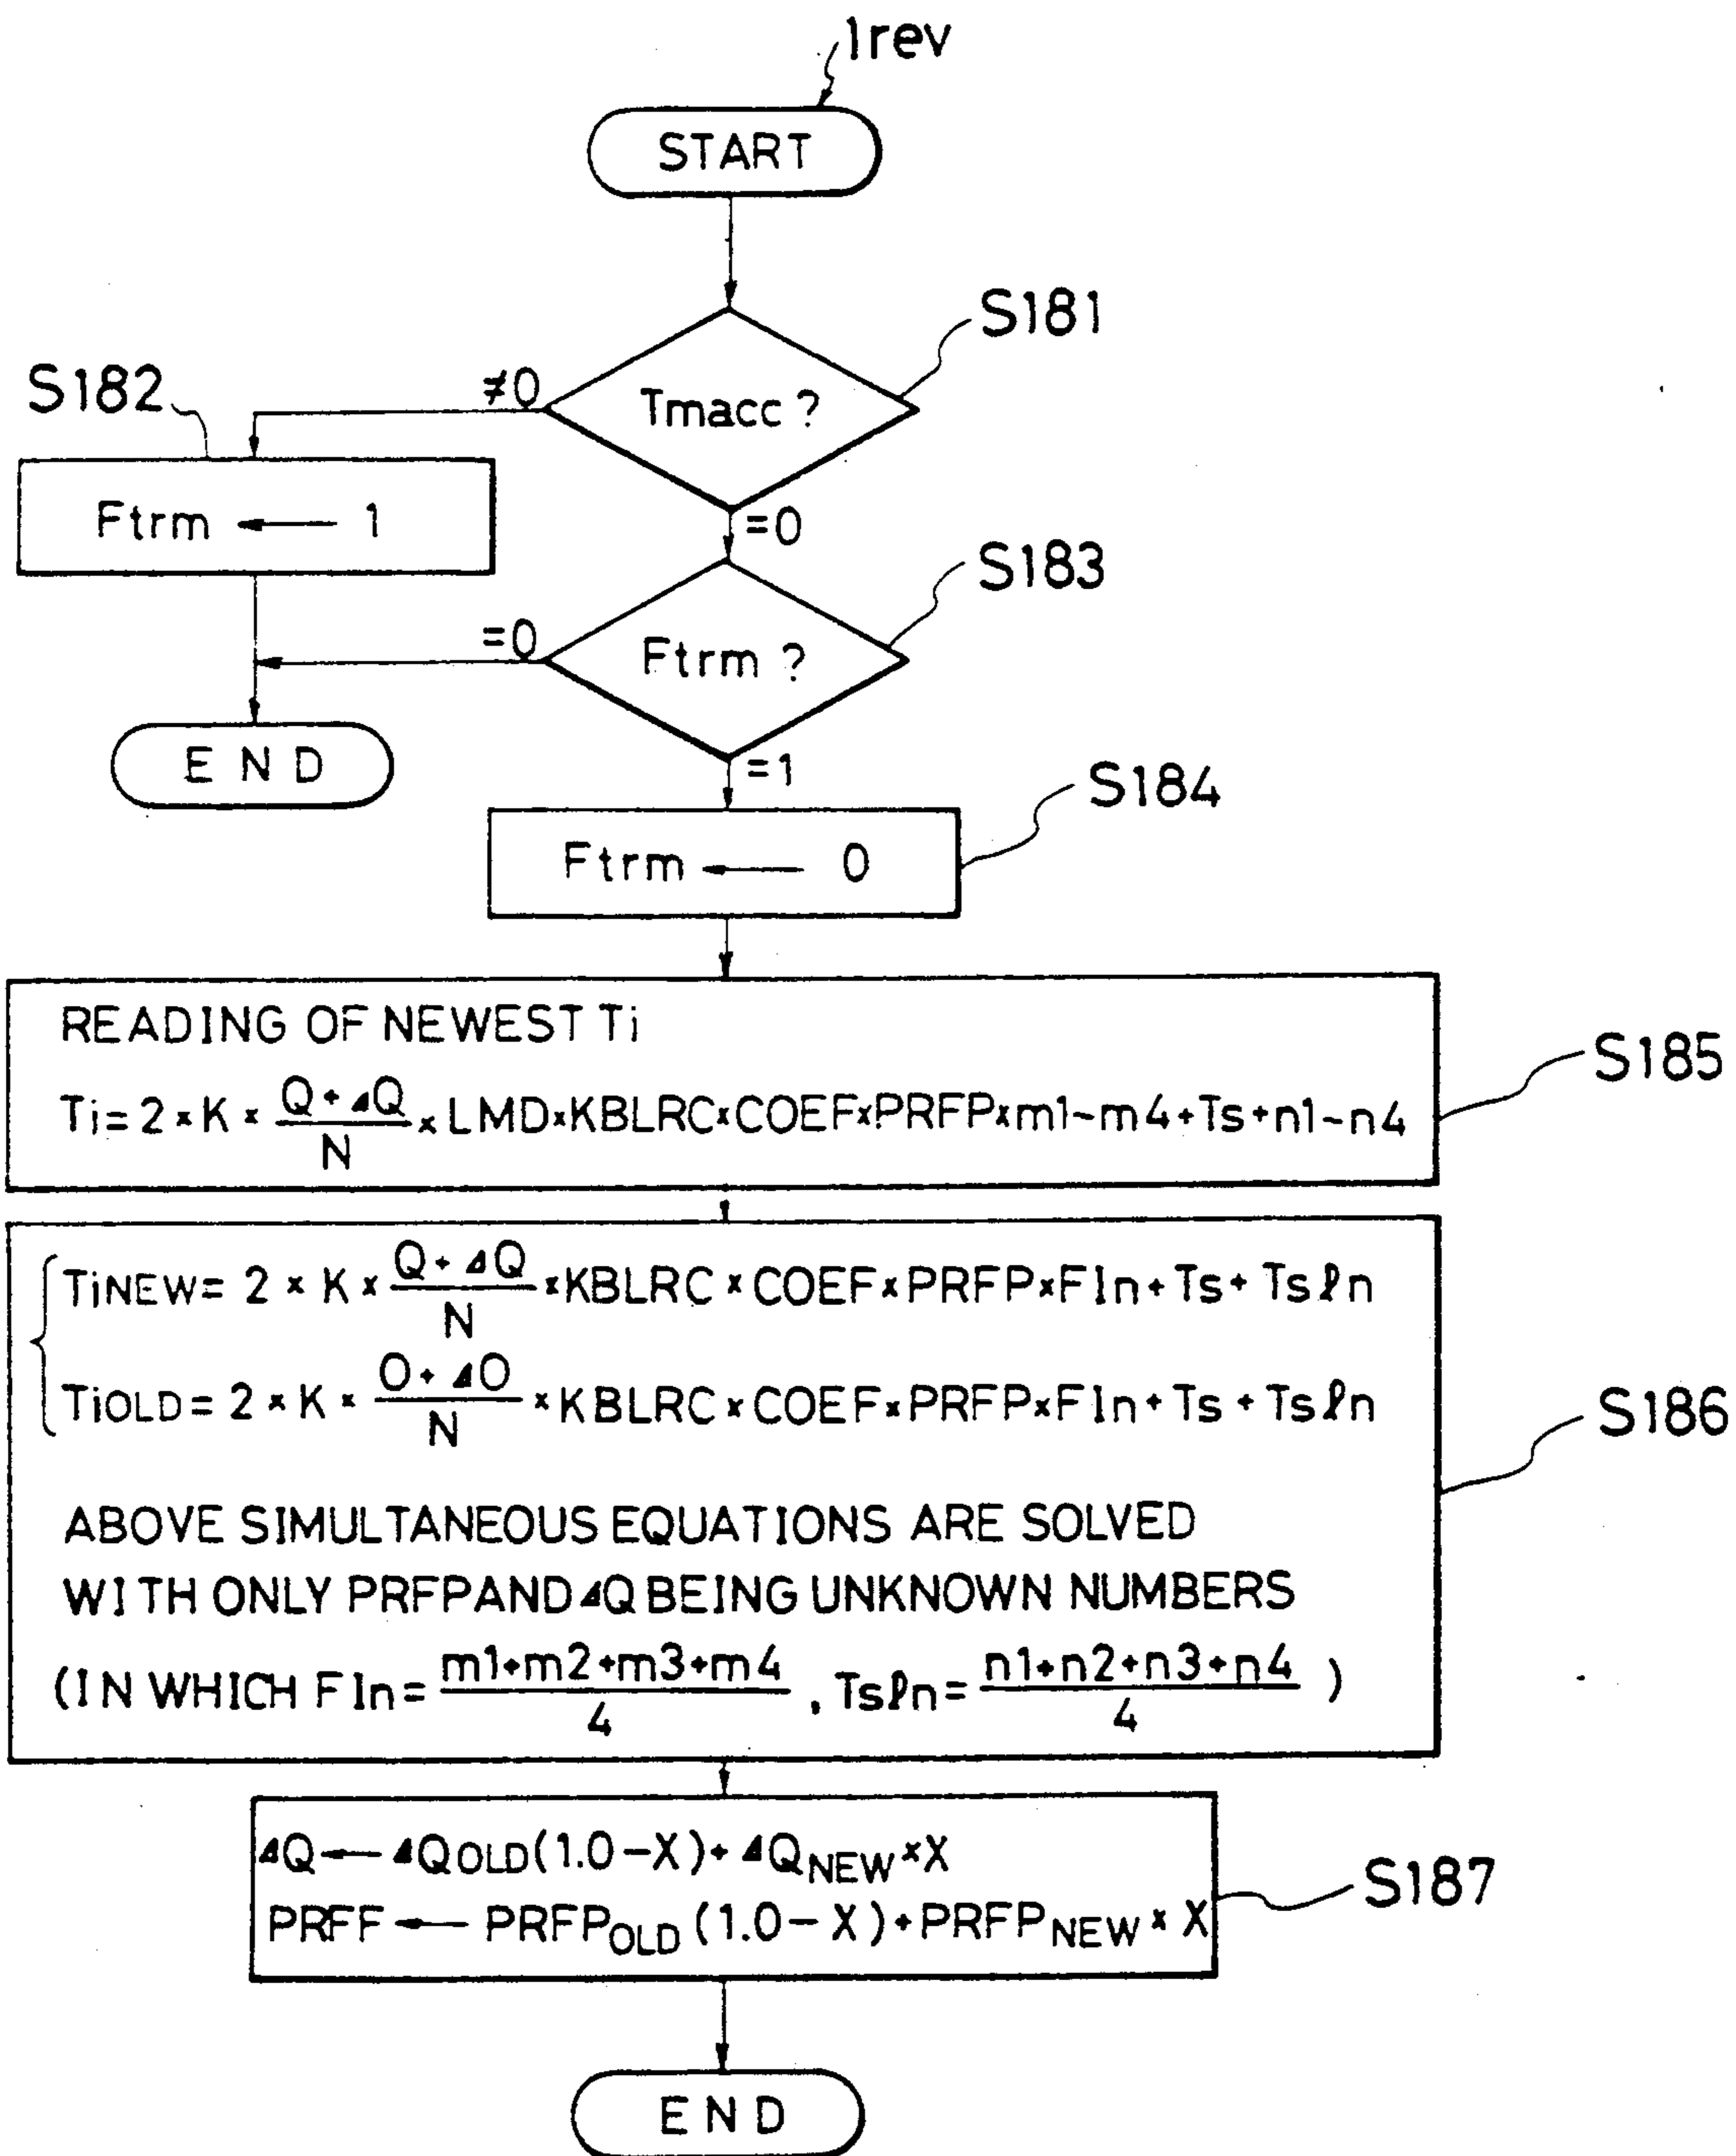 1rev
START
S181
Tmacc ?
≠0
=0
S182
Ftrm ← 1
S183
Ftrm ?
=0
=1
END
S184
Ftrm ← 0
S185
READING OF NEWEST Ti
Ti = 2 × K × (Q + ΔQ)/N × LMD × KBLRC × COEF × PRFP × m1~m4 + Ts + n1~n4
S186
TiNEW = 2 × K × (Q + ΔQ)/N × KBLRC × COEF × PRFP × FIn + Ts + Tsℓn
TiOLD = 2 × K × (O + ΔO)/N × KBLRC × COEF × PRFP × FIn + Ts + Tsℓn
ABOVE SIMULTANEOUS EQUATIONS ARE SOLVED
WITH ONLY PRFPAND ΔQ BEING UNKNOWN NUMBERS
(IN WHICH FIn = (m1+m2+m3+m4)/4 , Tsℓn = (n1+n2+n3+n4)/4 )
S187
ΔQ ← ΔQOLD(1.0−X) + ΔQNEW × X
PRFF ← PRFPOLD (1.0−X) + PRFPNEW × X
END